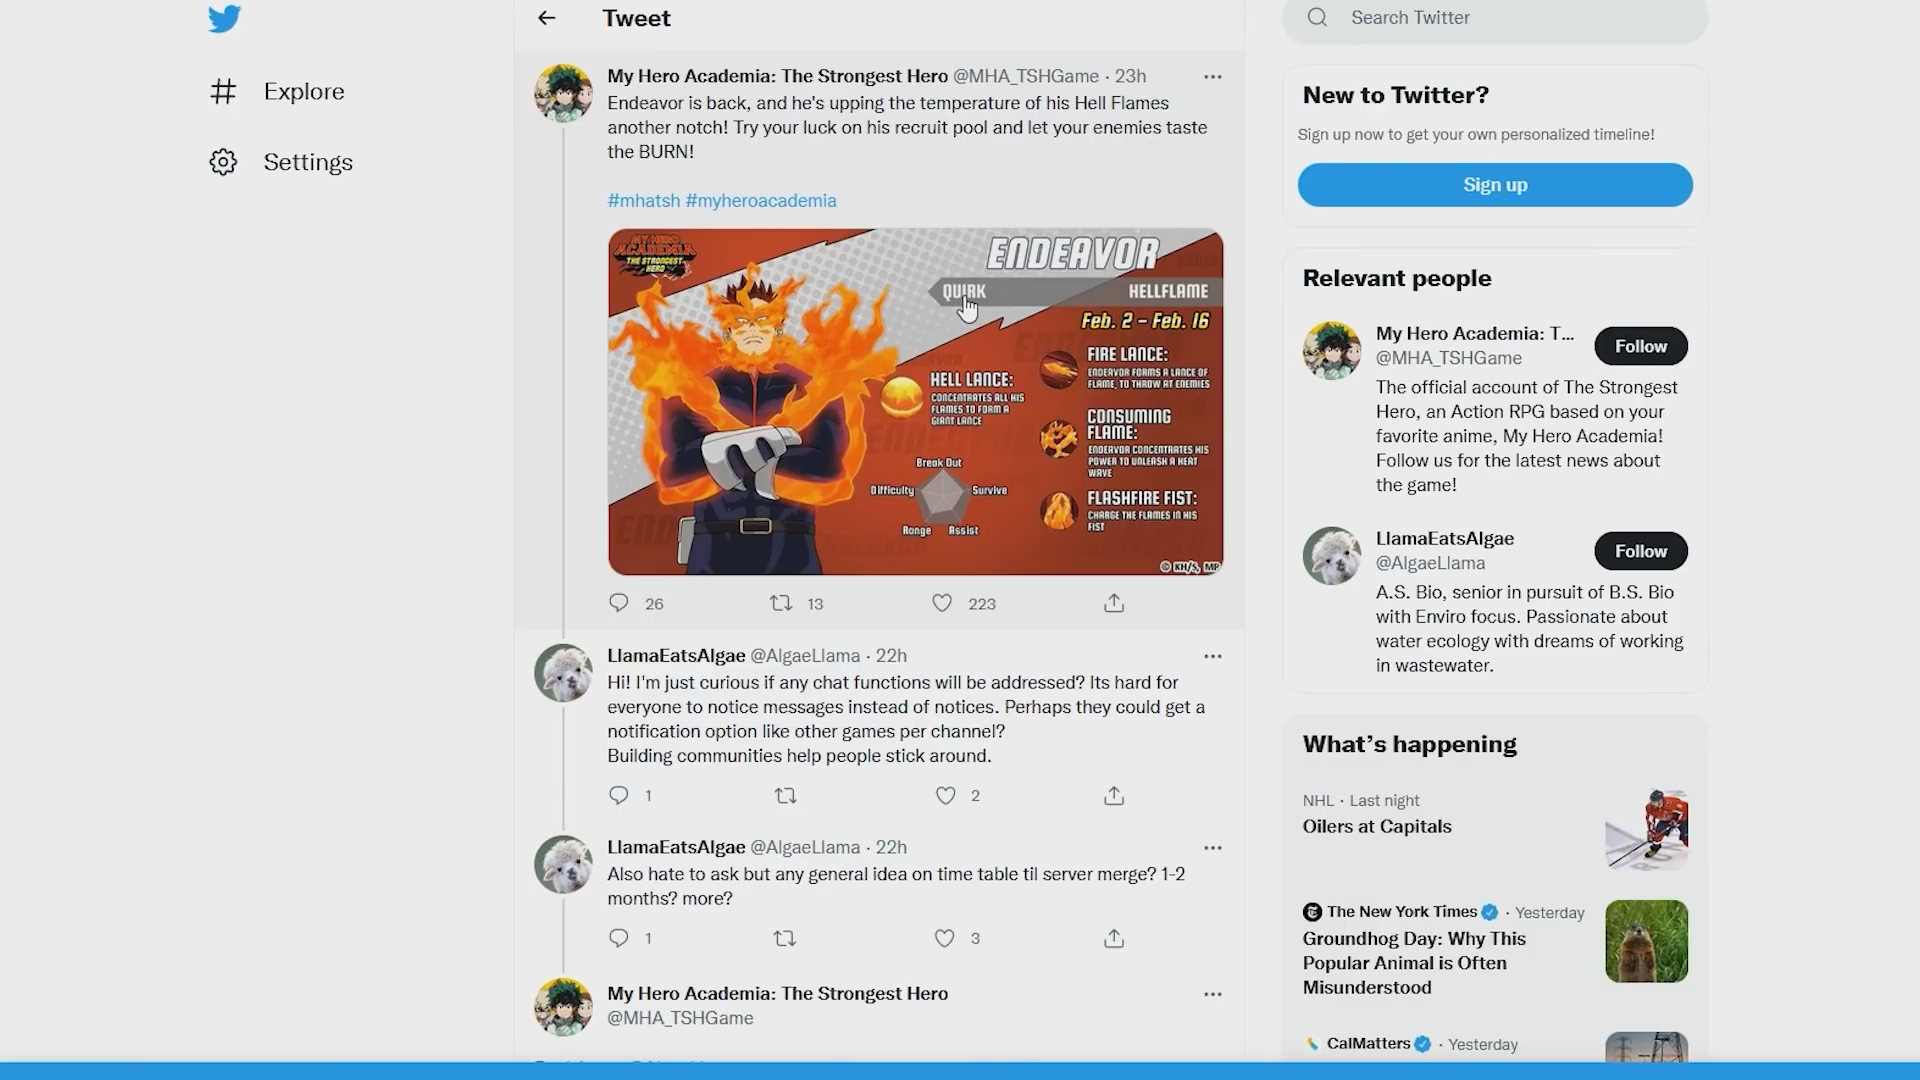 Tweet
Search Twitter
Explore
Settings
My Hero Academia: The Strongest Hero @MHA_TSHGame · 23h
Endeavor is back, and he's upping the temperature of his Hell Flames
another notch! Try your luck on his recruit pool and let your enemies taste
the BURN!
#mhatsh #myheroacademia
MY HERO
ACADEMIA
THE STRONGEST
HERO
ENDEAVOR
QUIRK
HELLFLAME
Feb. 2 - Feb. 16
HELL LANCE:
CONCENTRATES ALL HIS
FLAMES TO FORM A
GIANT LANCE
FIRE LANCE:
ENDEAVOR FORMS A LANCE OF
FLAME, TO THROW AT ENEMIES
CONSUMING
FLAME:
ENDEAVOR CONCENTRATES HIS
POWER TO UNLEASH A HEAT
WAVE
FLASHFIRE FIST:
CHARGE THE FLAMES IN HIS
FIST
Break Out
Difficulty
Survive
Range
Assist
© KH/S, MP
26
13
223
LlamaEatsAlgae @AlgaeLlama · 22h
Hi! I'm just curious if any chat functions will be addressed? Its hard for
everyone to notice messages instead of notices. Perhaps they could get a
notification option like other games per channel?
Building communities help people stick around.
1
2
LlamaEatsAlgae @AlgaeLlama · 22h
Also hate to ask but any general idea on time table til server merge? 1-2
months? more?
1
3
My Hero Academia: The Strongest Hero
@MHA_TSHGame
New to Twitter?
Sign up now to get your own personalized timeline!
Sign up
Relevant people
My Hero Academia: T...
@MHA_TSHGame
Follow
The official account of The Strongest
Hero, an Action RPG based on your
favorite anime, My Hero Academia!
Follow us for the latest news about
the game!
LlamaEatsAlgae
@AlgaeLlama
Follow
A.S. Bio, senior in pursuit of B.S. Bio
with Enviro focus. Passionate about
water ecology with dreams of working
in wastewater.
What's happening
NHL · Last night
Oilers at Capitals
The New York Times · Yesterday
Groundhog Day: Why This
Popular Animal is Often
Misunderstood
CalMatters · Yesterday